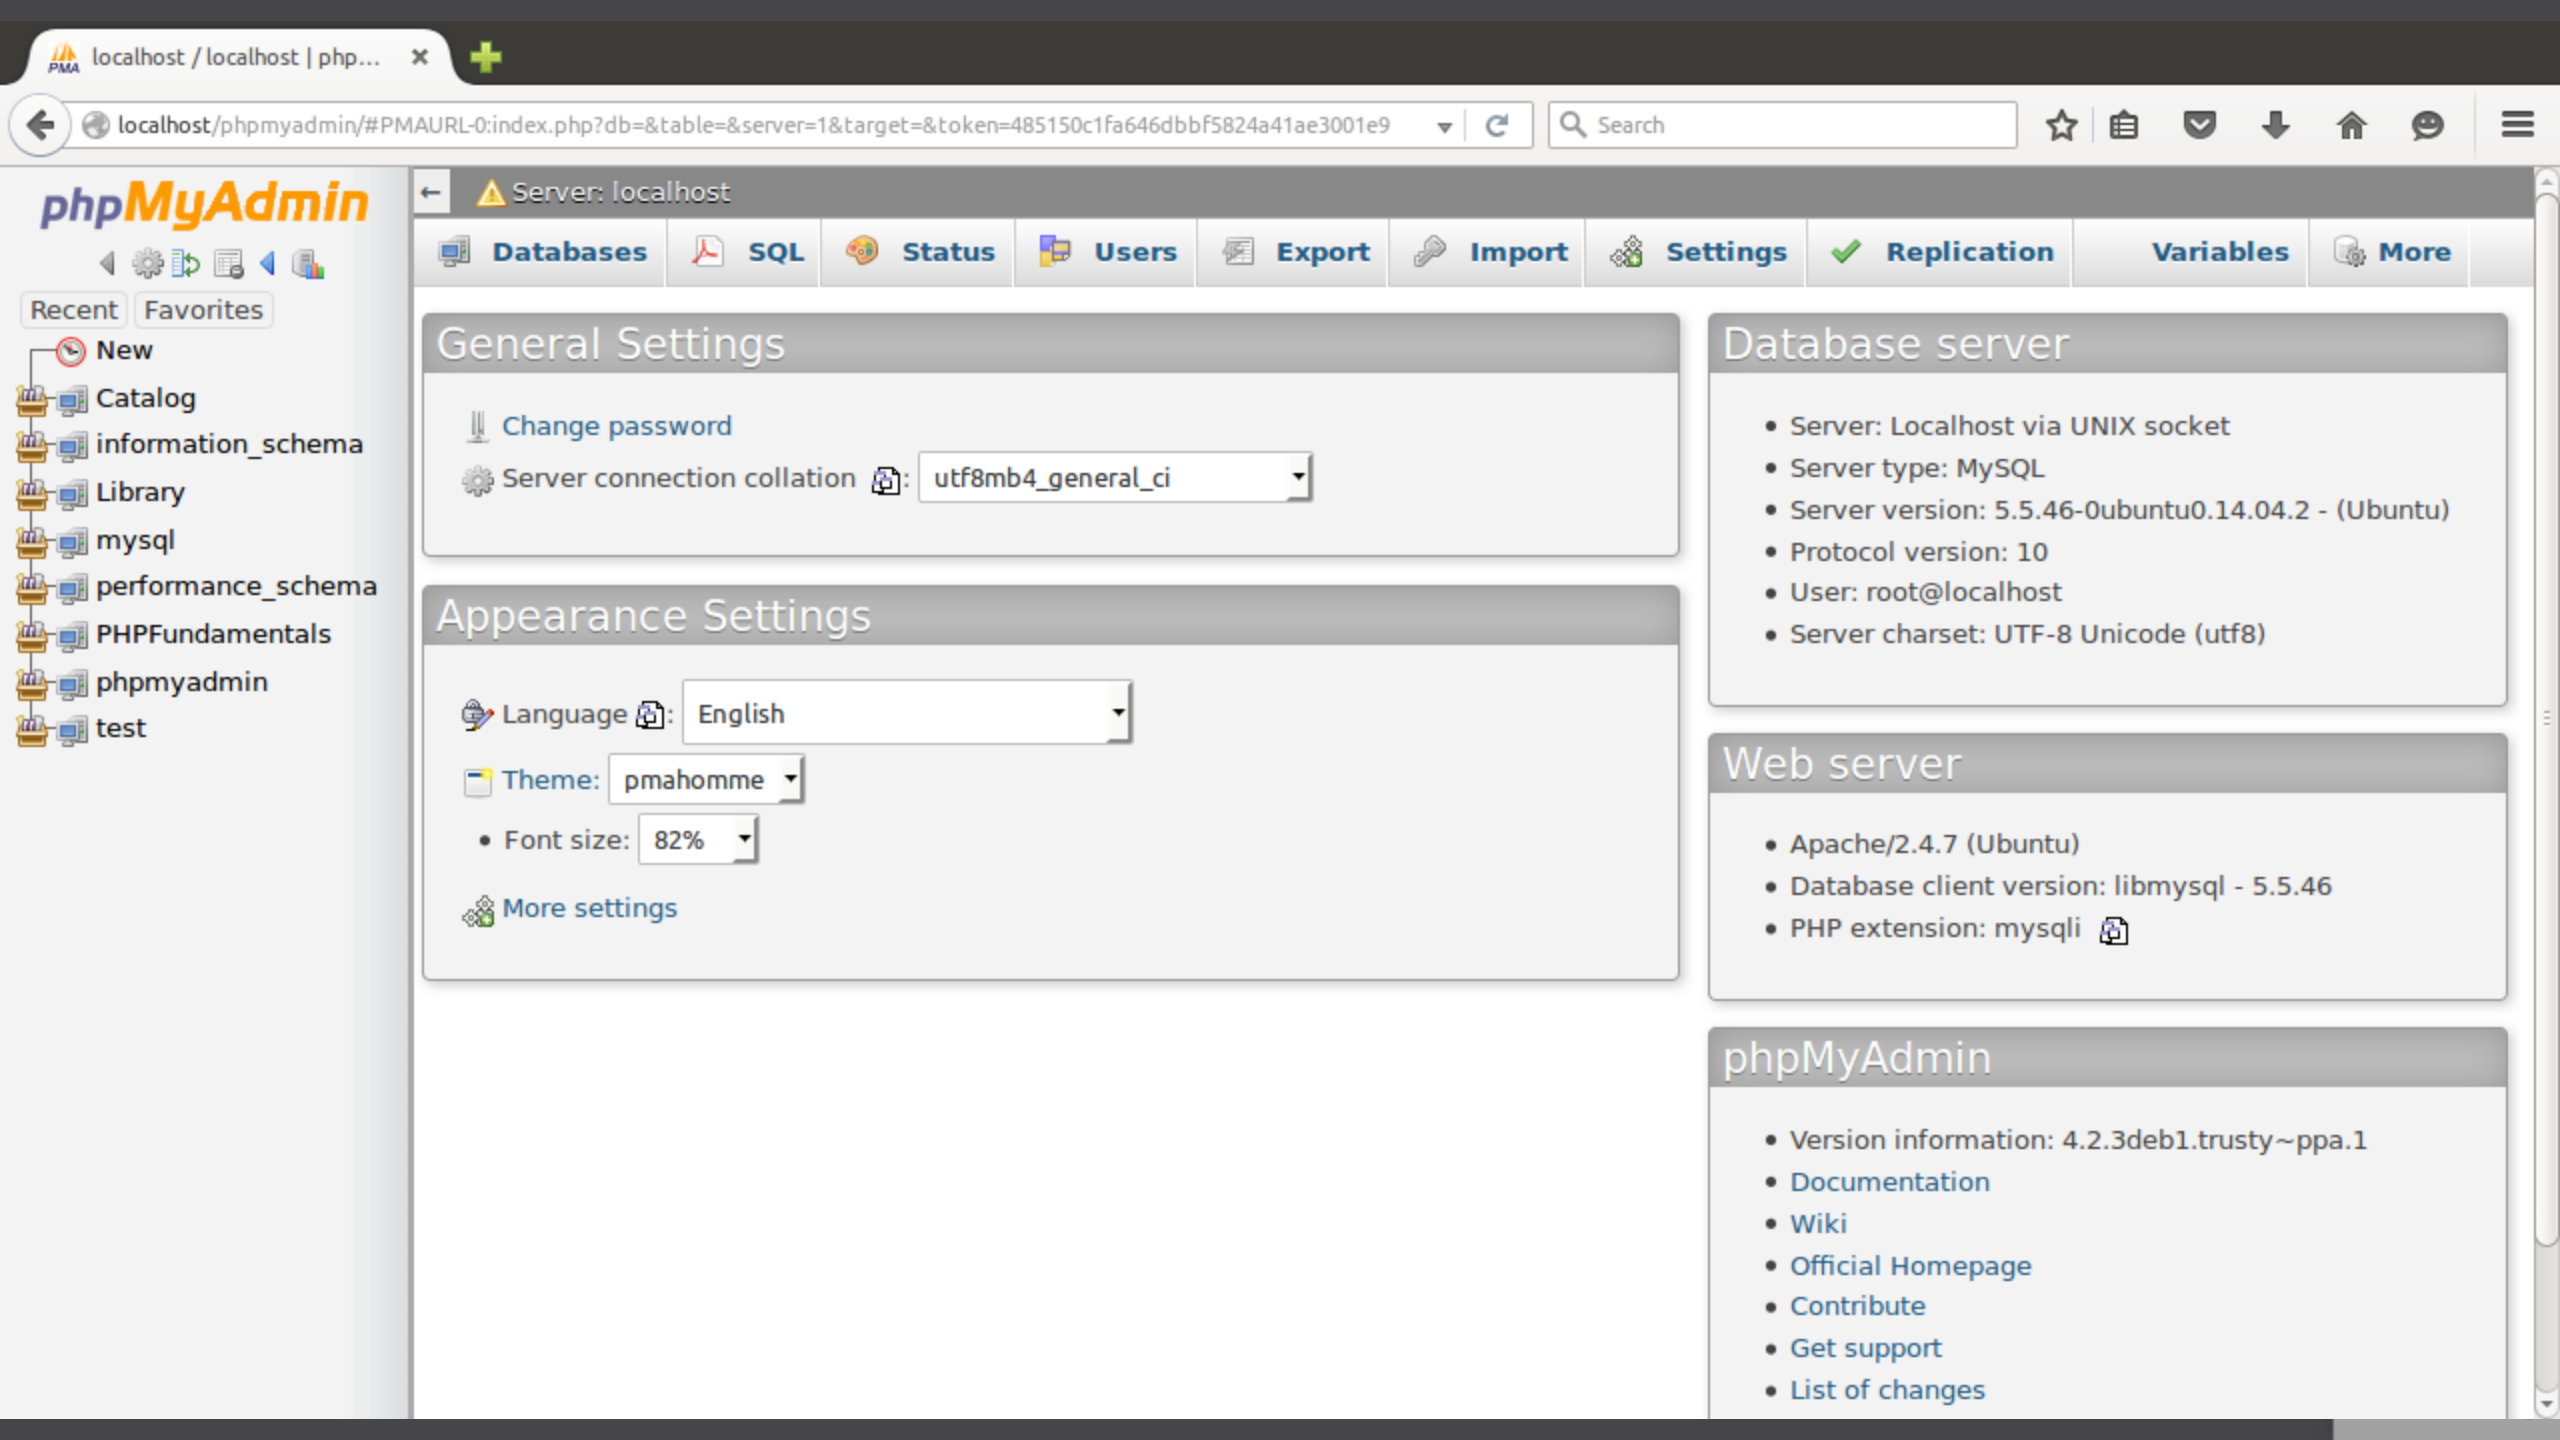 localhost / localhost | php...
PMA
localhost/phpmyadmin/#PMAURL-0:index.php?db=&table=&server=1&target=&token=485150c1fa646dbbf5824a41ae3001e9
Search
phpMyAdmin
Recent Favorites
New
Catalog
information_schema
Library
mysql
performance_schema
PHPFundamentals
phpmyadmin
test
Server: localhost
Databases SQL Status Users Export Import Settings Replication Variables More
General Settings
Change password
Server connection collation : utf8mb4_general_ci
Appearance Settings
Language : English
Theme: pmahomme
• Font size: 82%
More settings
Database server
• Server: Localhost via UNIX socket
• Server type: MySQL
• Server version: 5.5.46-0ubuntu0.14.04.2 - (Ubuntu)
• Protocol version: 10
• User: root@localhost
• Server charset: UTF-8 Unicode (utf8)
Web server
• Apache/2.4.7 (Ubuntu)
• Database client version: libmysql - 5.5.46
• PHP extension: mysqli
phpMyAdmin
• Version information: 4.2.3deb1.trusty~ppa.1
• Documentation
• Wiki
• Official Homepage
• Contribute
• Get support
• List of changes